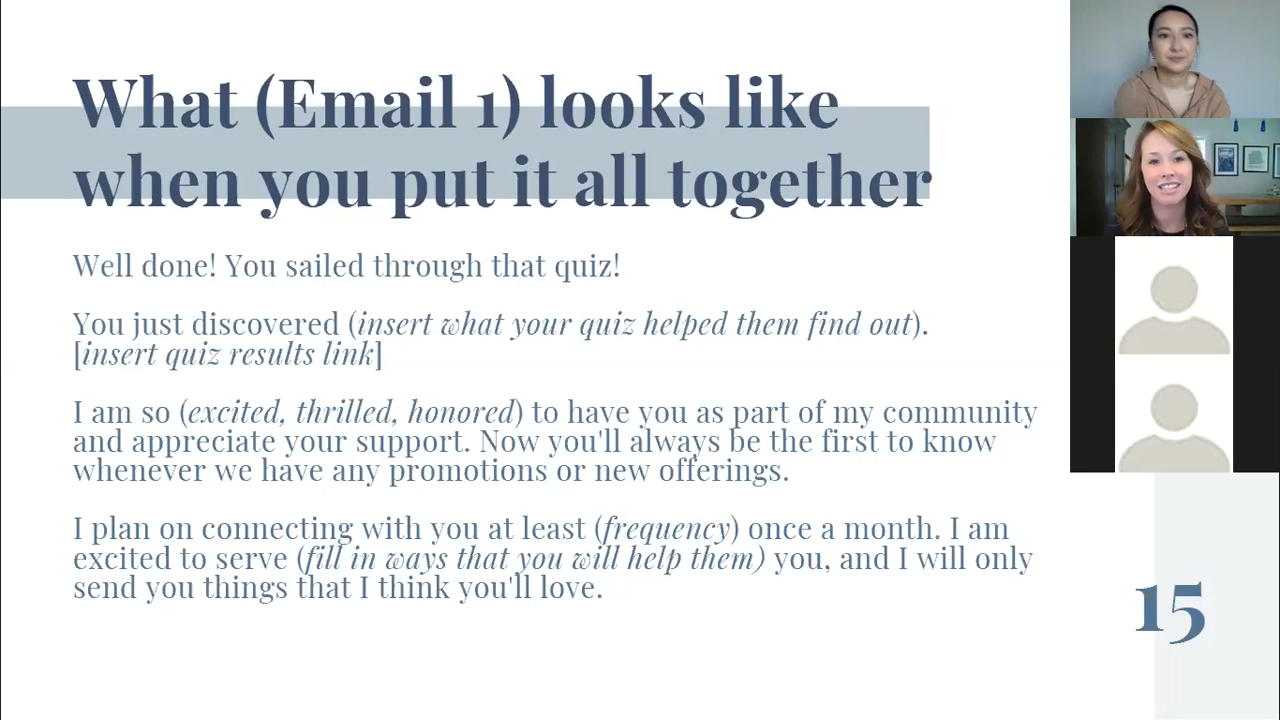 What (Email 1) looks like
when you put it all together
Well done! You sailed through that quiz!
You just discovered (insert what your quiz helped them find out).
[insert quiz results link]
I am so (excited, thrilled, honored) to have you as part of my community
and appreciate your support. Now you'll always be the first to know
whenever we have any promotions or new offerings.
I plan on connecting with you at least (frequency) once a month. I am
excited to serve (fill in ways that you will help them) you, and I will only
send you things that I think you'll love.
15